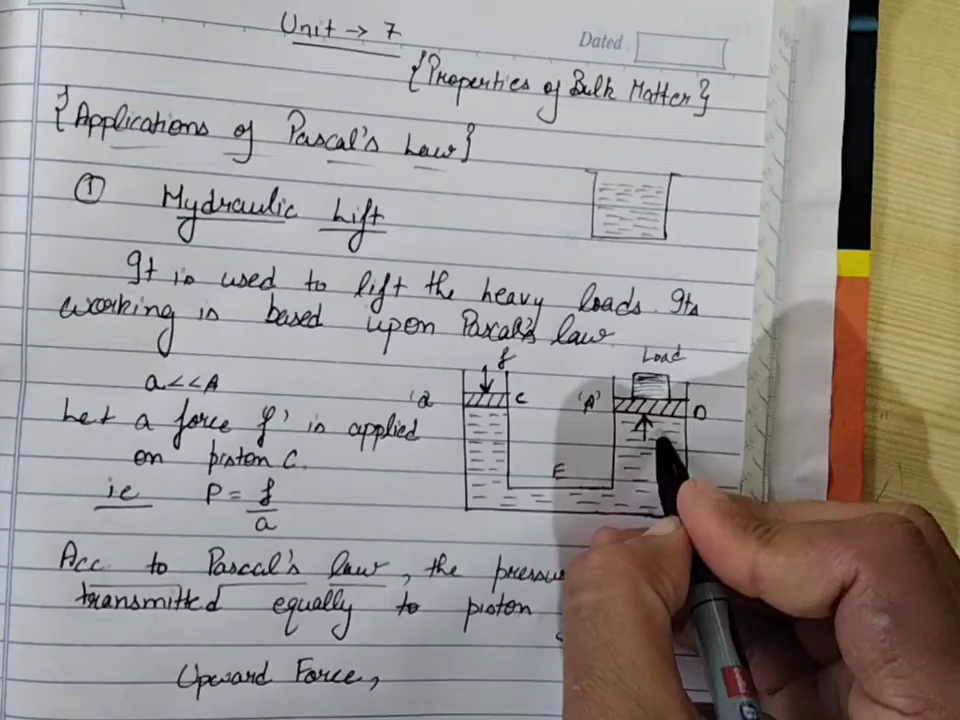 Unit → 7
Dated
{Properties of Bulk Matter}
{Applications of Pascal's Law}
① Hydraulic Lift
It is used to lift the heavy loads. Its
working is based upon Pascal's law.
a << A
Let a force 'f' is applied
on piston C.
ie P = f/a
f
Load
'a'
C
'A'
D
E
Acc to Pascal's law, the
transmitted equally to piston
Upward Force,